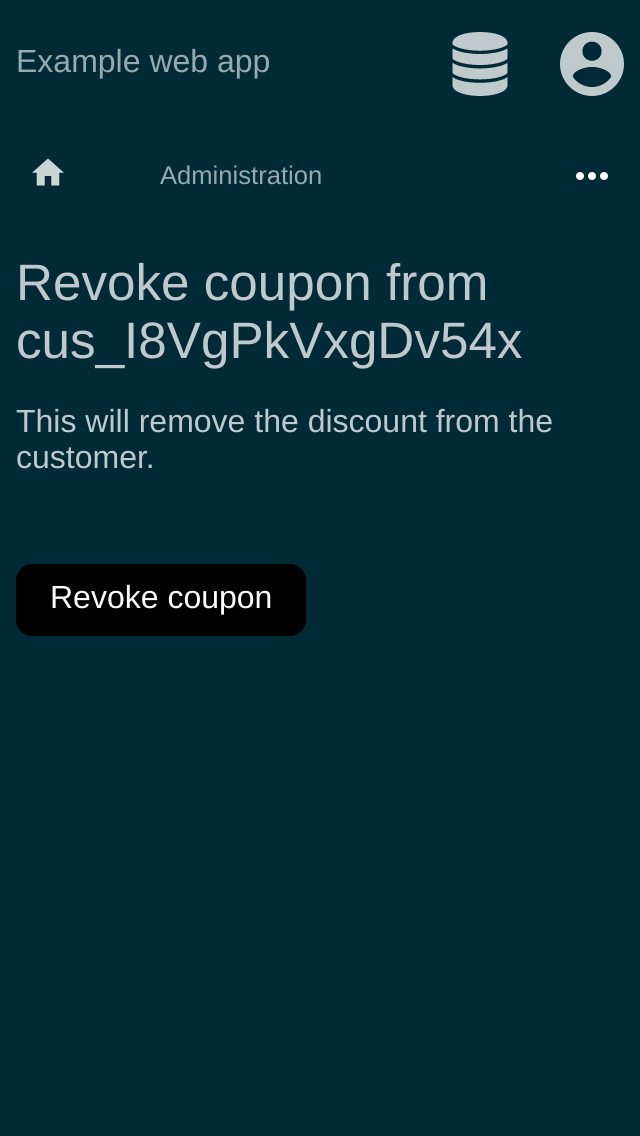 Example web app
Administration
Revoke coupon from
cus_I8VgPkVxgDv54x
This will remove the discount from the
customer.
Revoke coupon